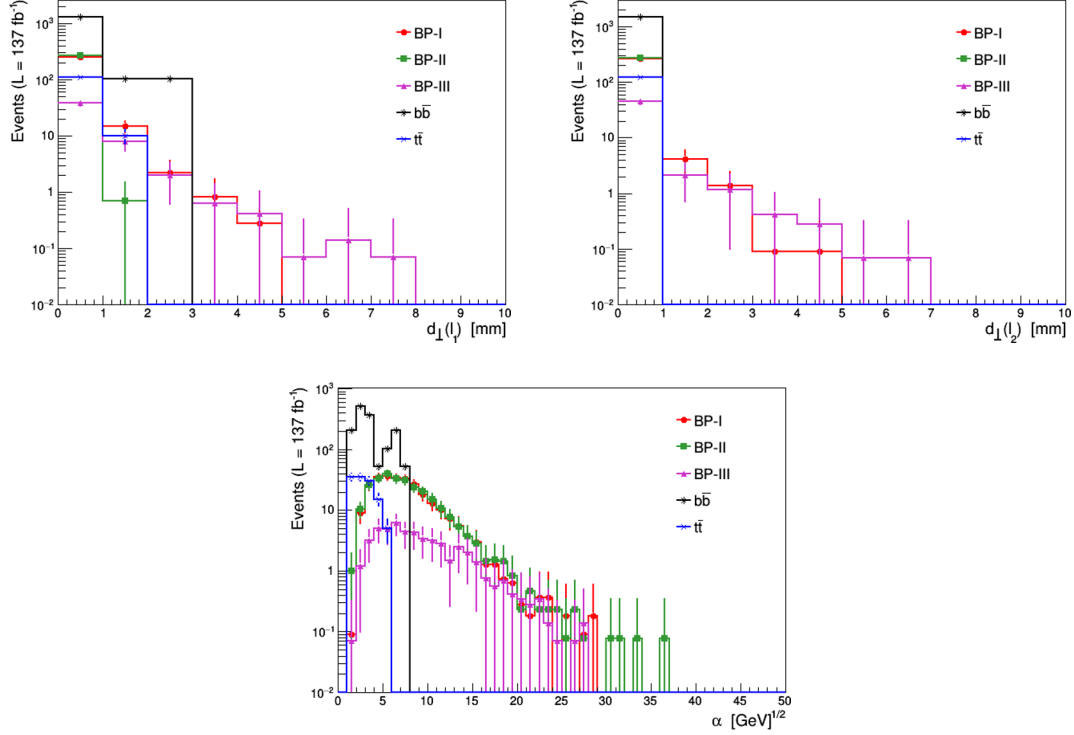 Events (L = 137 fb⁻¹)
10³
10²
10
1
10⁻¹
10⁻²
BP-I
BP-II
BP-III
bb̅
tt̅
0 1 2 3 4 5 6 7 8 9 10
d⊥(l₁) [mm]
Events (L = 137 fb⁻¹)
10³
10²
10
1
10⁻¹
10⁻²
BP-I
BP-II
BP-III
bb̅
tt̅
0 1 2 3 4 5 6 7 8 9 10
d⊥(l₂) [mm]
Events (L = 137 fb⁻¹)
10³
10²
10
1
10⁻¹
10⁻²
BP-I
BP-II
BP-III
bb̅
tt̅
0 5 10 15 20 25 30 35 40 45 50
α [GeV]¹ᐟ²